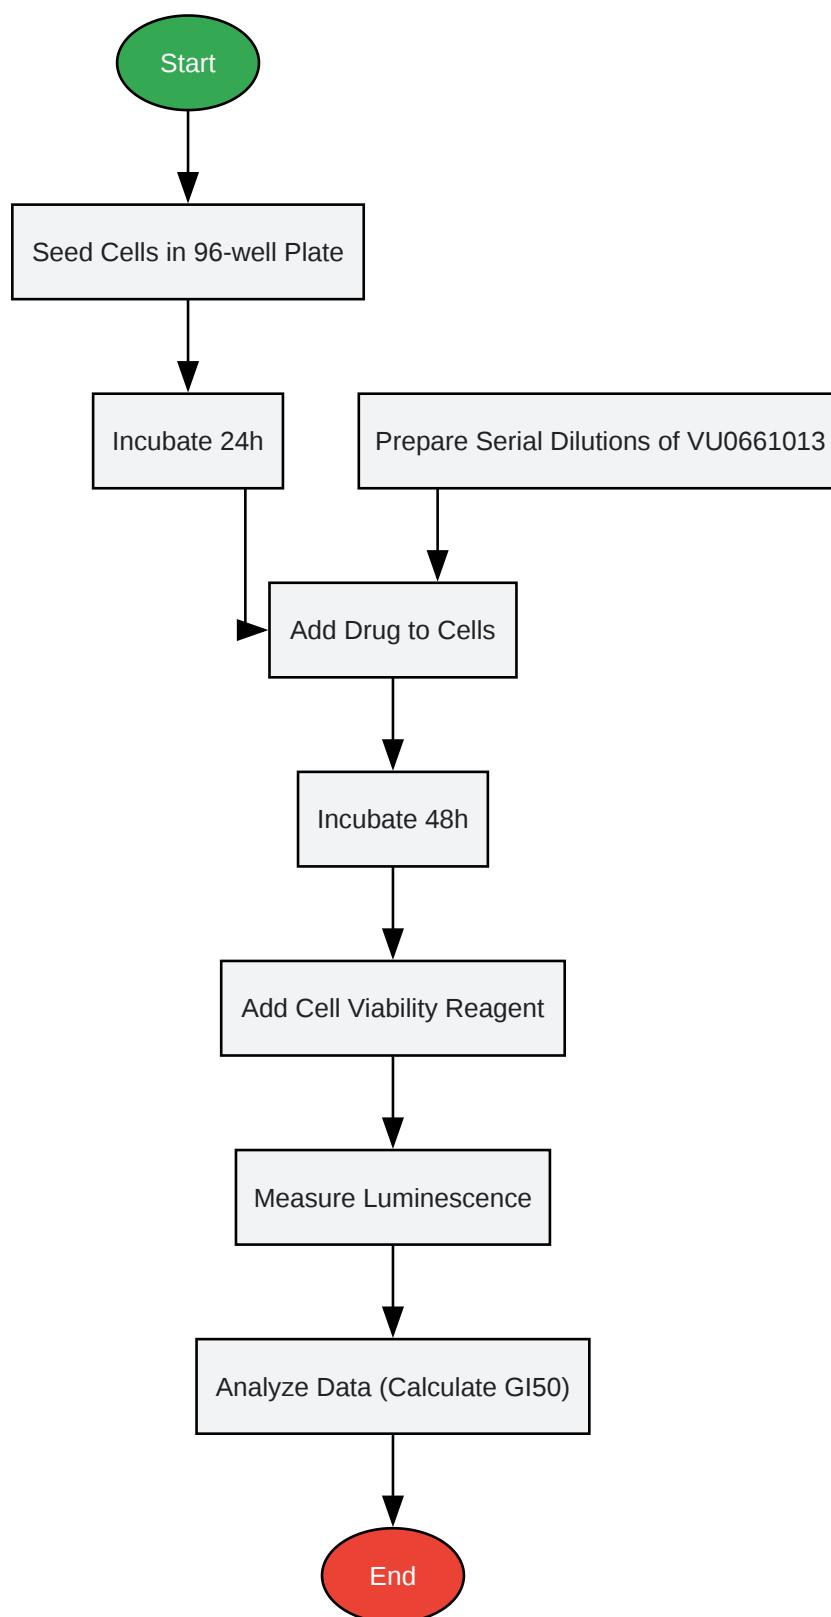 Start
Seed Cells in 96-well Plate
Incubate 24h
Prepare Serial Dilutions of VU0661013
Add Drug to Cells
Incubate 48h
Add Cell Viability Reagent
Measure Luminescence
Analyze Data (Calculate GI50)
End